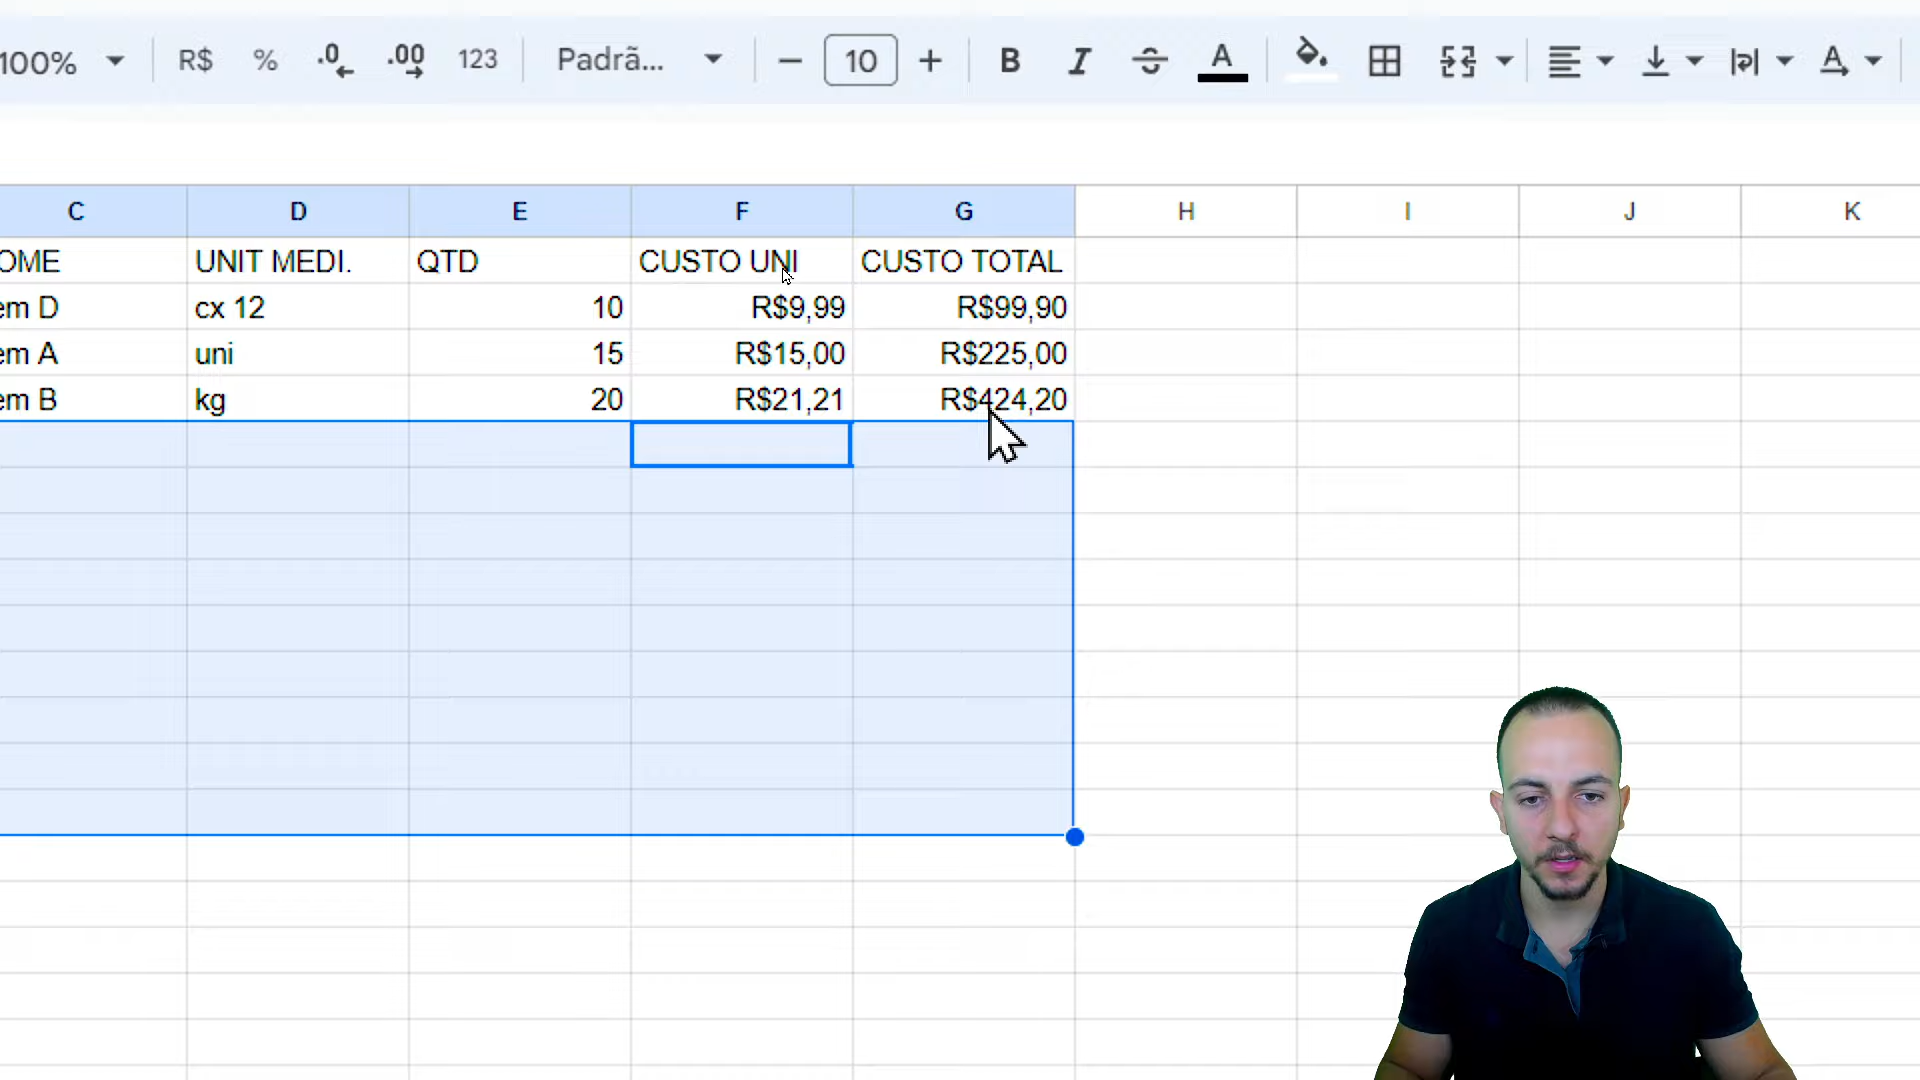 100% R$ % .0 .00 123 Padrã... − 10 + B I S A A
C D E F G H I J K
OME UNIT MEDI. QTD CUSTO UNI CUSTO TOTAL
em D cx 12 10 R$9,99 R$99,90
em A uni 15 R$15,00 R$225,00
em B kg 20 R$21,21 R$424,20